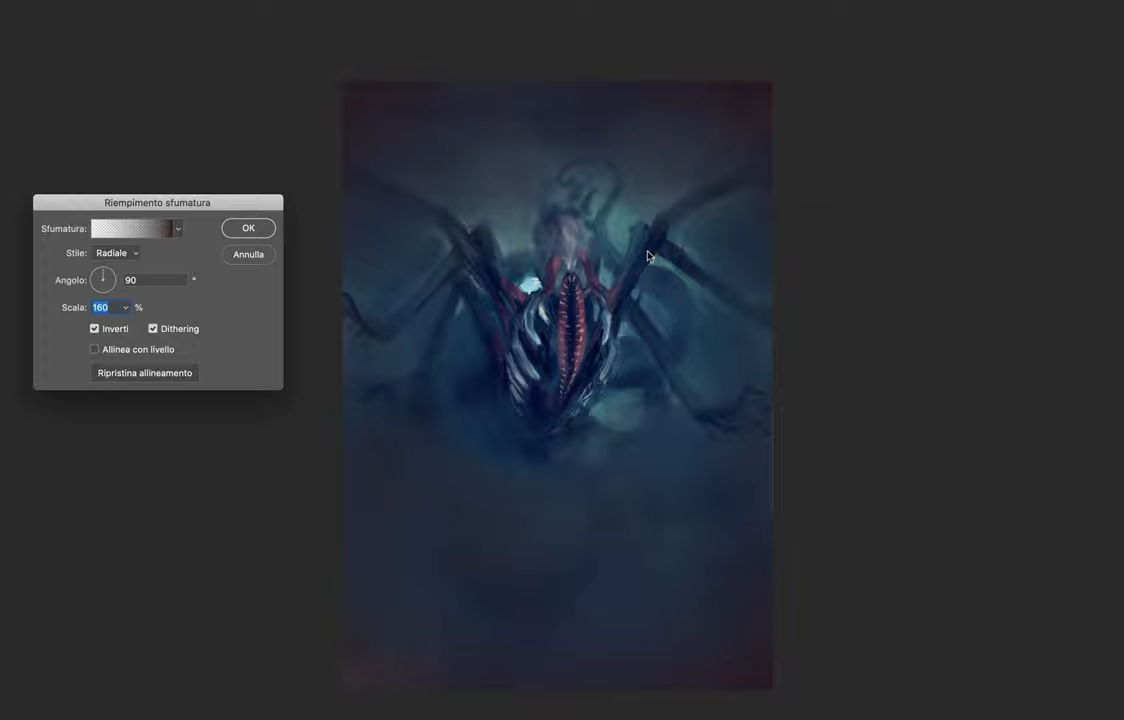 Riempimento sfumatura
Sfumatura:
OK
Stile: Radiale
Annulla
Angolo: 90 °
Scala: 160 %
Inverti Dithering
Allinea con livello
Ripristina allineamento